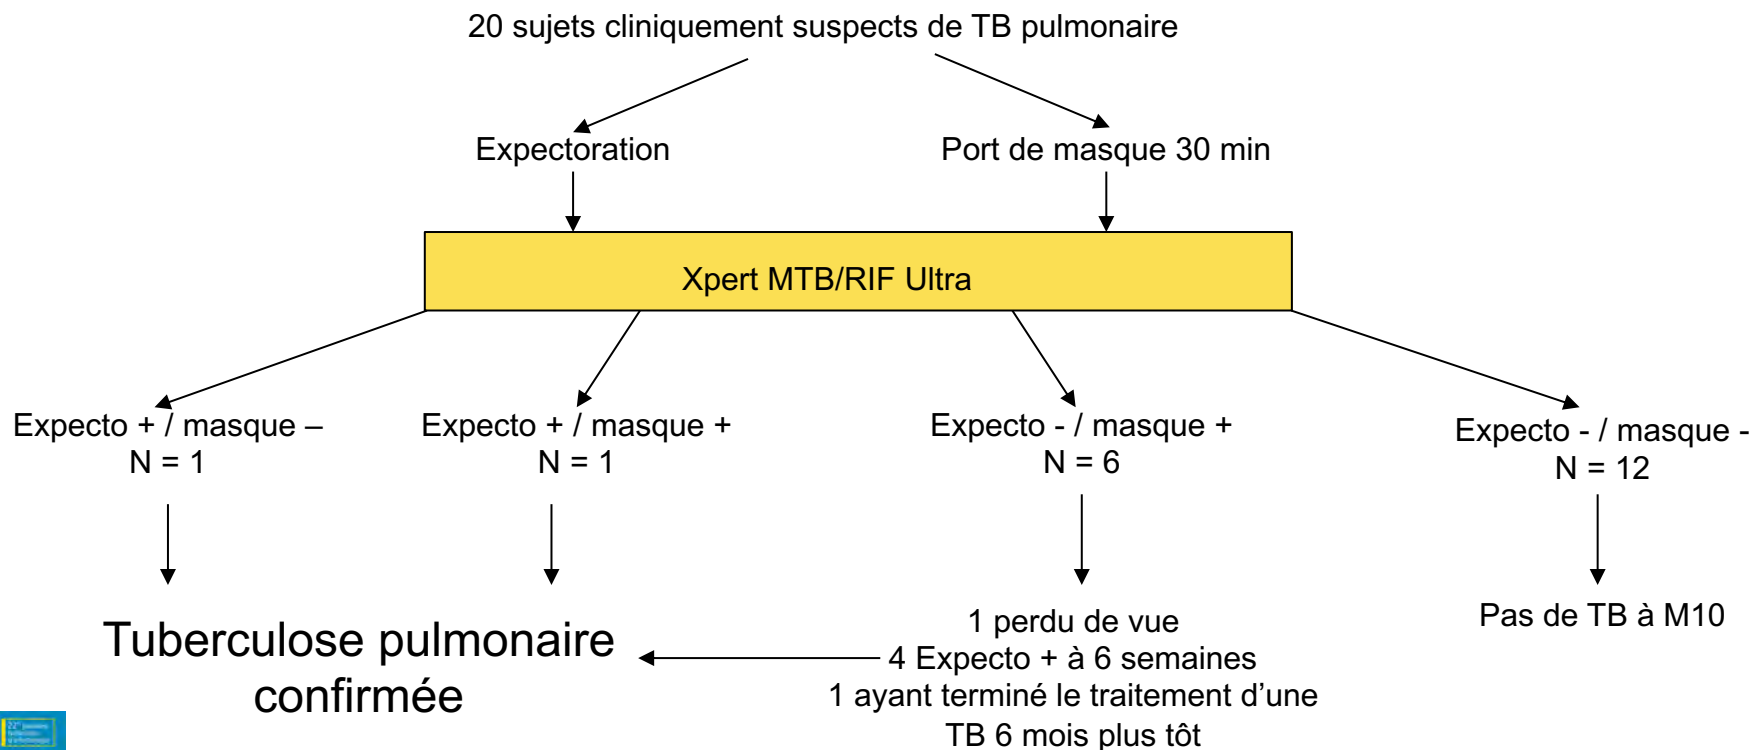 20 sujets cliniquement suspects de TB pulmonaire
Expectoration
Port de masque 30 min
Xpert MTB/RIF Ultra
Expecto + / masque –
N = 1
Expecto + / masque +
N = 1
Expecto - / masque +
N = 6
Expecto - / masque -
N = 12
Tuberculose pulmonaire
confirmée
1 perdu de vue
4 Expecto + à 6 semaines
1 ayant terminé le traitement d’une
TB 6 mois plus tôt
Pas de TB à M10